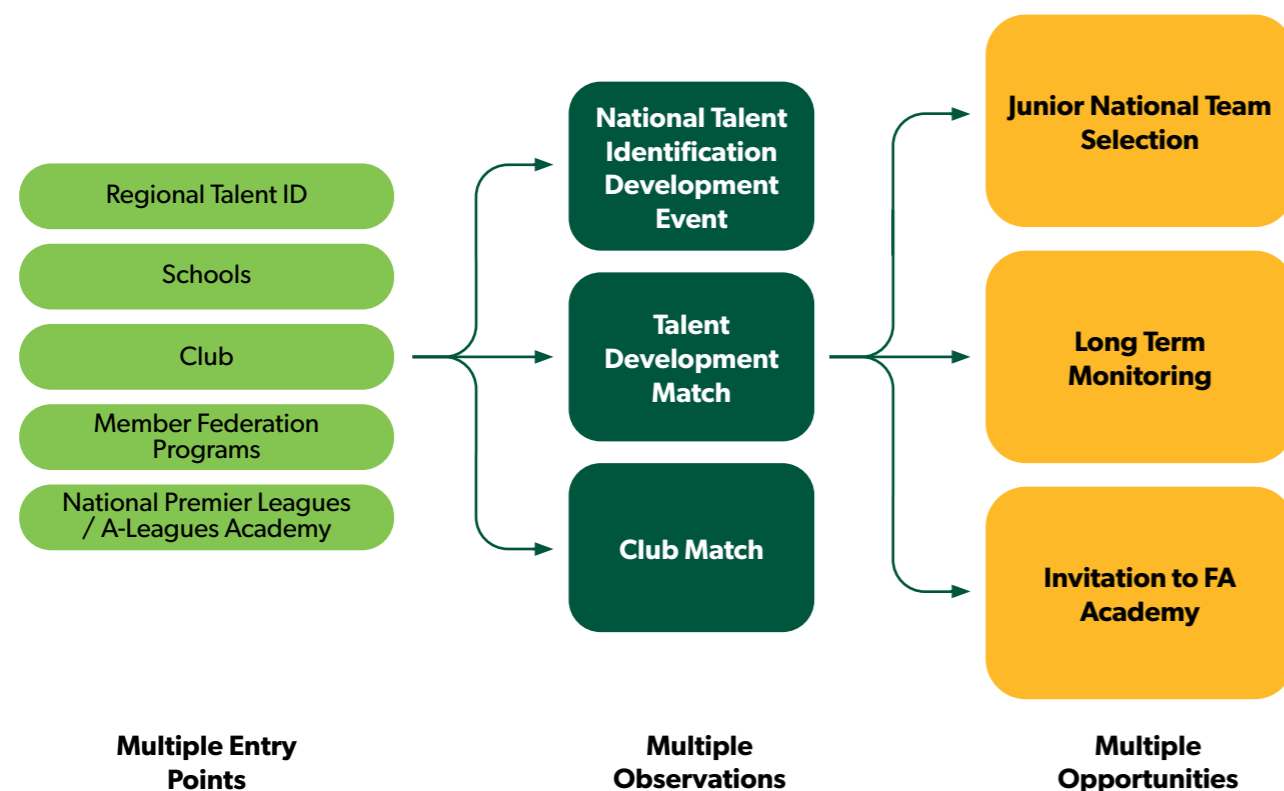 Regional Talent ID
Schools
Club
Member Federation
Programs
National Premier Leagues
/ A-Leagues Academy
Multiple Entry
Points
National Talent
Identification
Development
Event
Talent
Development
Match
Club Match
Multiple
Observations
Junior National Team
Selection
Long Term
Monitoring
Invitation to FA
Academy
Multiple
Opportunities